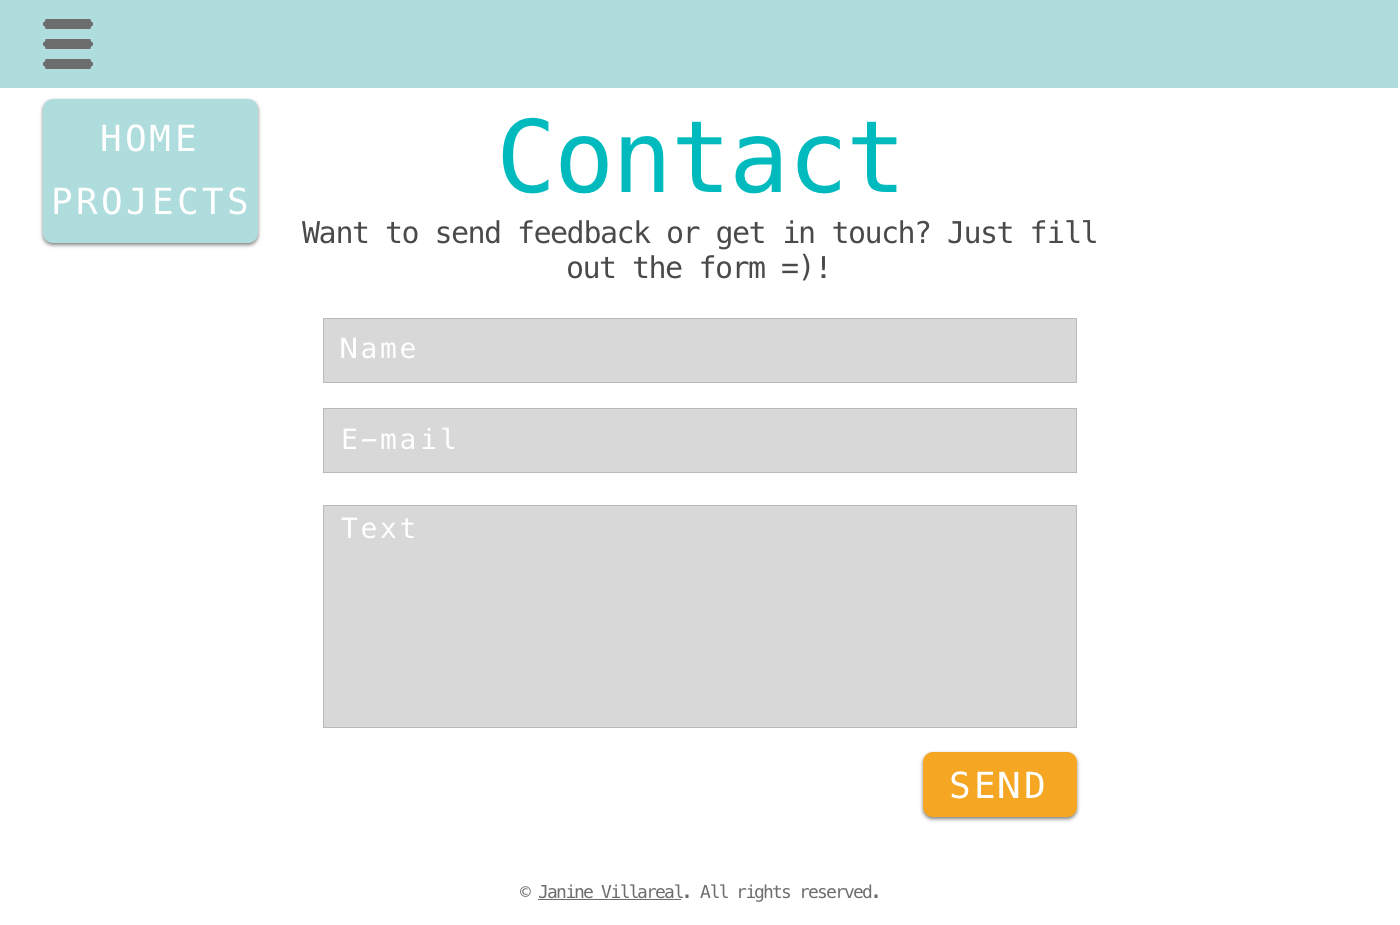 HOME
PROJECTS
Contact
Want to send feedback or get in touch? Just fill
out the form =)!
Name
E-mail
Text
SEND
© Janine Villareal. All rights reserved.